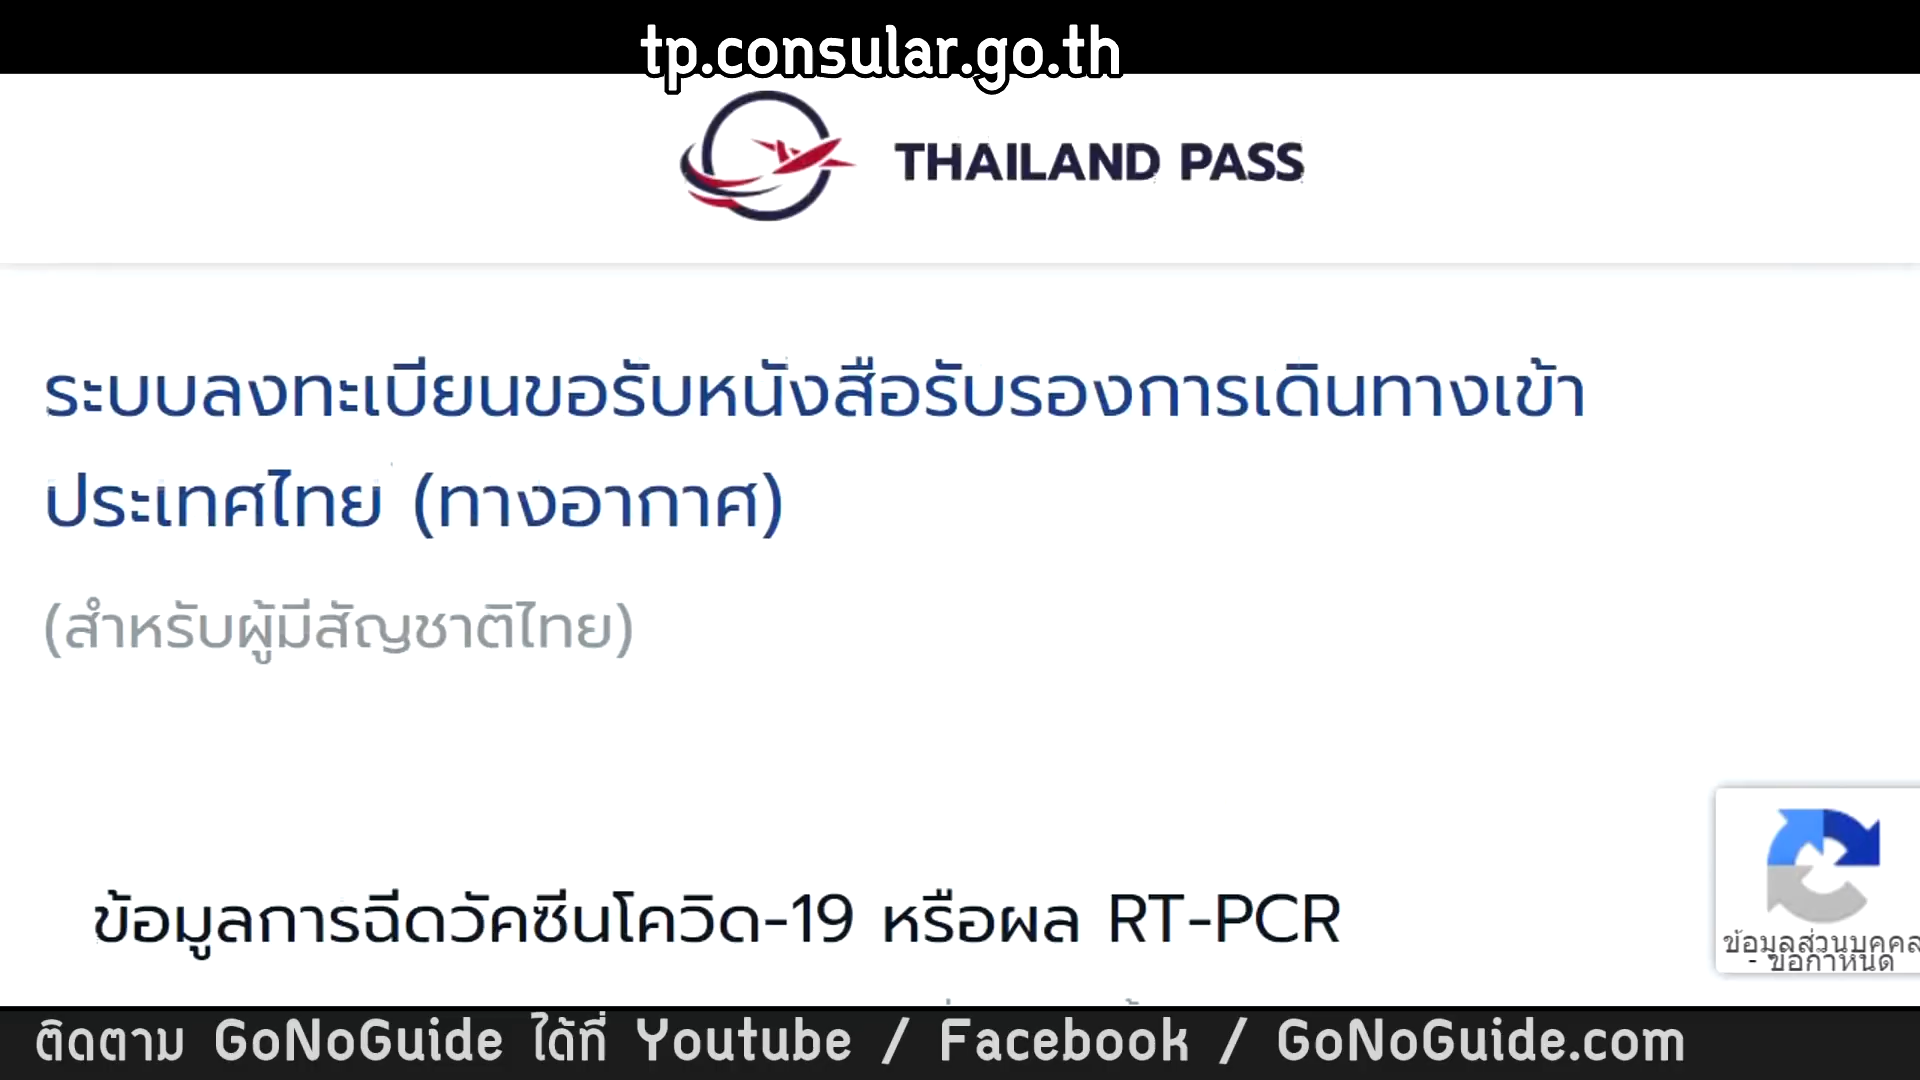 tp.consular.go.th
THAILAND PASS
ระบบลงทะเบียนขอรับหนังสือรับรองการเดินทางเข้า
ประเทศไทย (ทางอากาศ)
(สำหรับผู้มีสัญชาติไทย)
ข้อมูลการฉีดวัคซีนโควิด-19 หรือผล RT-PCR
ข้อมูลส่วนบุคคล
- ข้อกำหนด
ติดตาม GoNoGuide ได้ที่ Youtube / Facebook / GoNoGuide.com